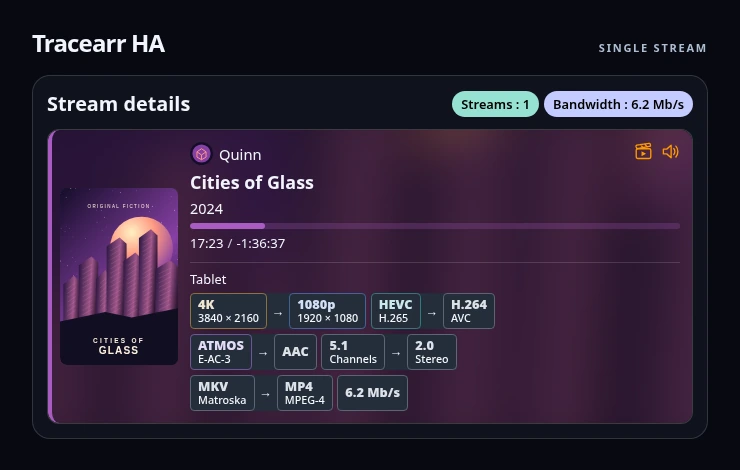 Tracearr HA
SINGLE STREAM
Stream details
Streams : 1
Bandwidth : 6.2 Mb/s
Quinn
Cities of Glass
2024
17:23 / -1:36:37
ORIGINAL FICTION
CITIES OF
GLASS
Tablet
4K
3840 × 2160
→
1080p
1920 × 1080
HEVC
H.265
→
H.264
AVC
ATMOS
E-AC-3
→
AAC
5.1
Channels
→
2.0
Stereo
MKV
Matroska
→
MP4
MPEG-4
6.2 Mb/s